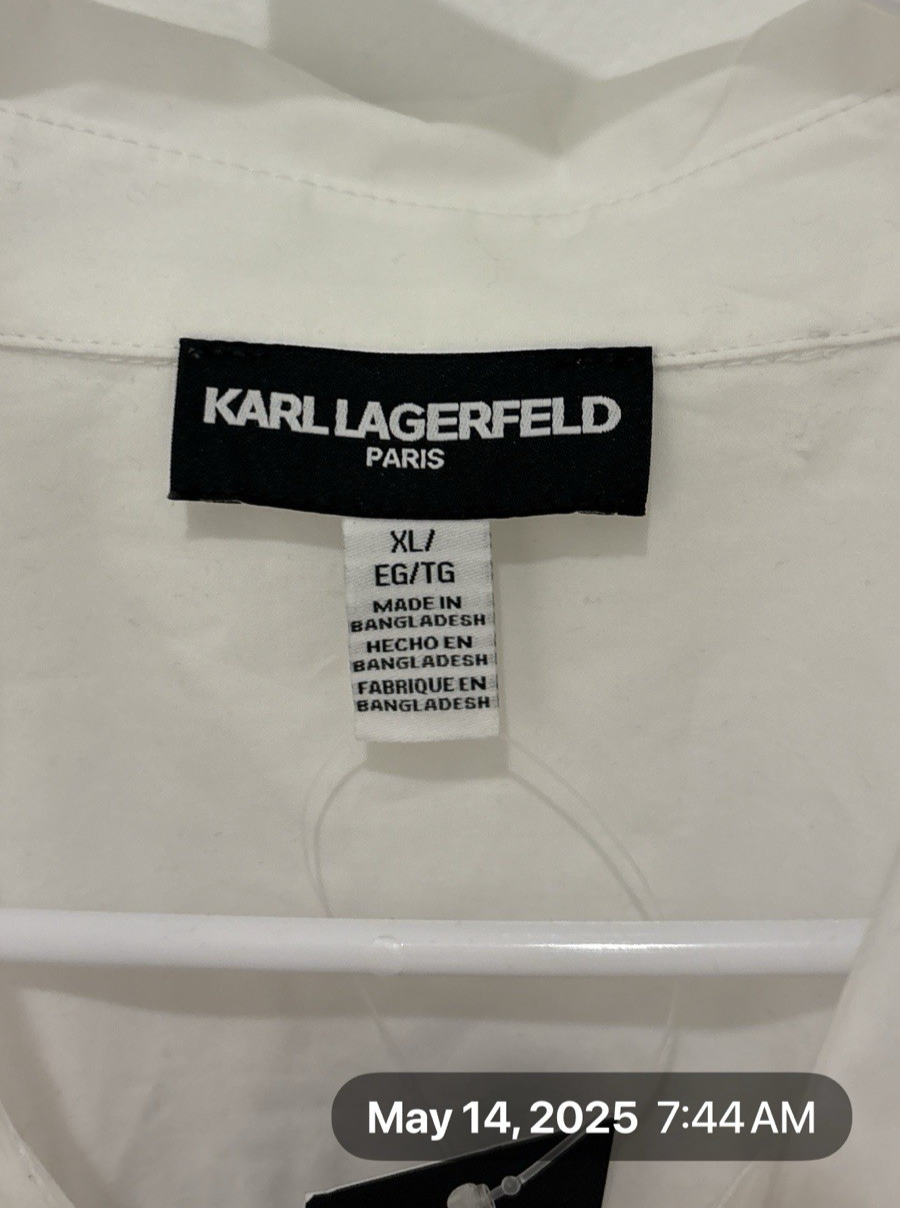 KARL LAGERFELD
PARIS
XL/
EG/TG
MADE IN
BANGLADESH
HECHO EN
BANGLADESH
FABRIQUE EN
BANGLADESH
May 14, 2025 7:44 AM